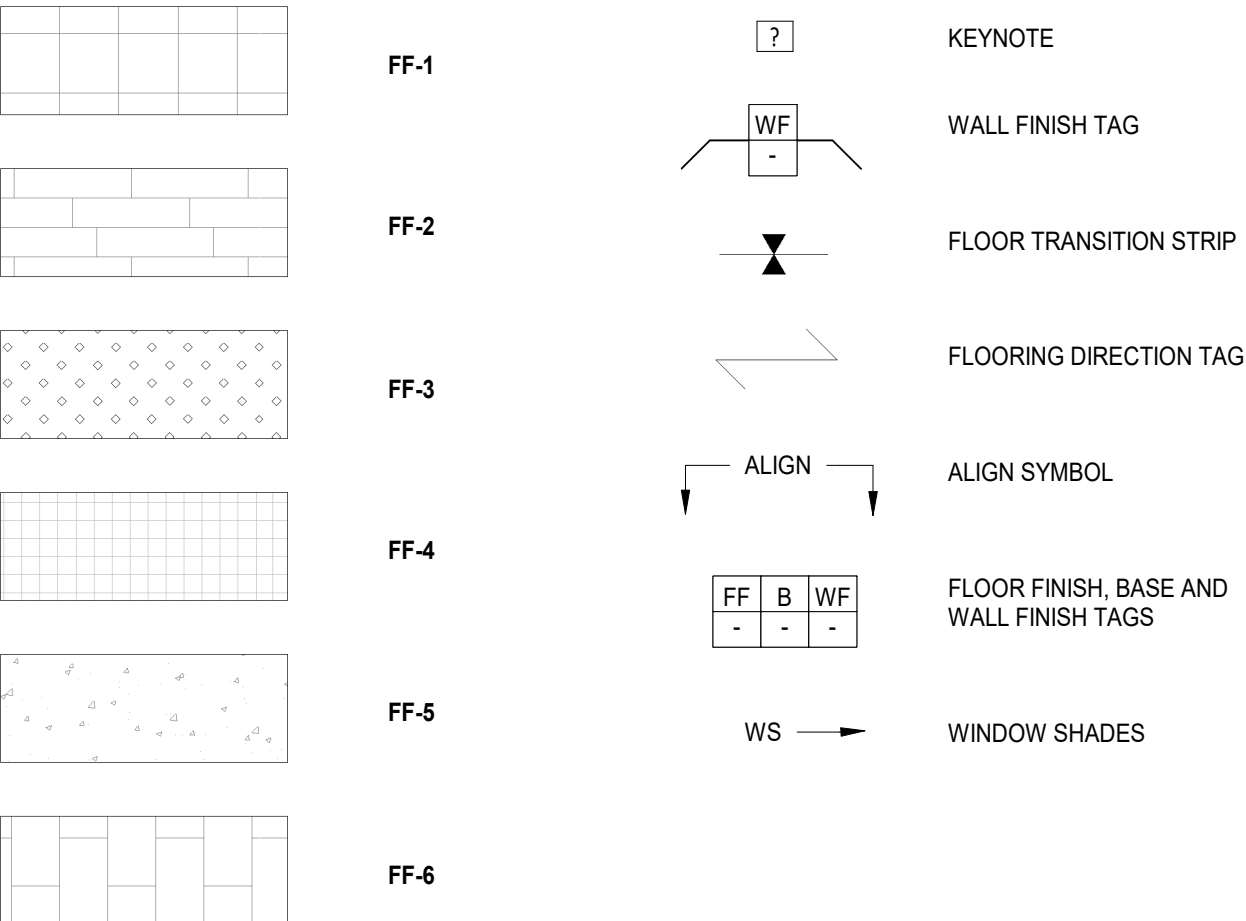 FF-1
FF-2
FF-3
FF-4
FF-5
FF-6
?
KEYNOTE
WF
-
WALL FINISH TAG
FLOOR TRANSITION STRIP
FLOORING DIRECTION TAG
ALIGN
ALIGN SYMBOL
FF B WF
- - -
FLOOR FINISH, BASE AND
WALL FINISH TAGS
WS
WINDOW SHADES